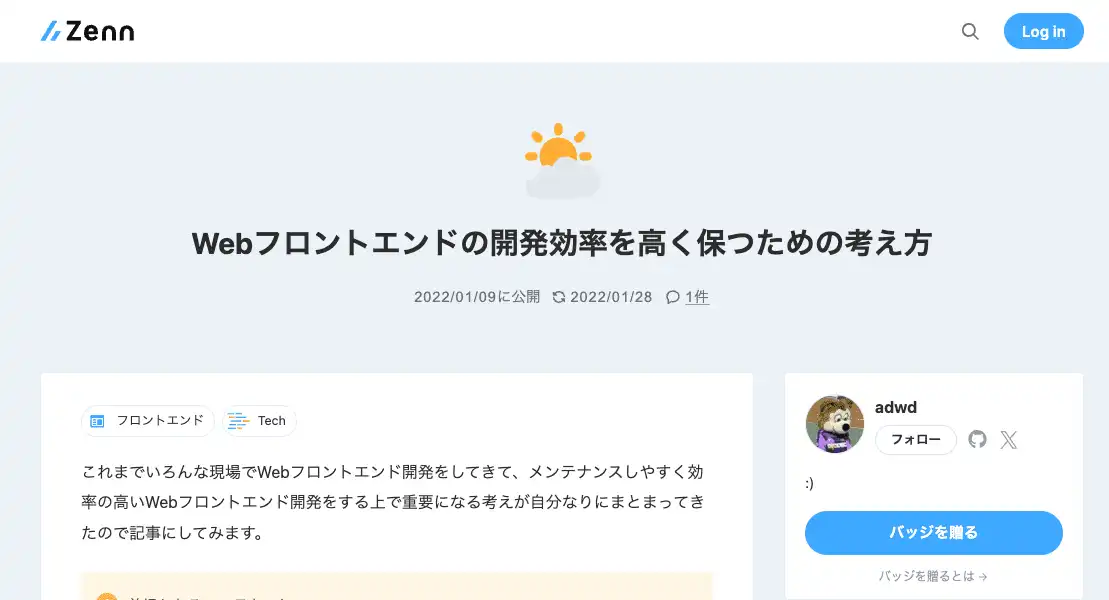 Zenn
Log in
Webフロントエンドの開発効率を高く保つための考え方
2022/01/09に公開 2022/01/28 1件
フロントエンド Tech
これまでいろんな現場でWebフロントエンド開発をしてきて、メンテナンスしやすく効
率の高いWebフロントエンド開発をする上で重要になる考えが自分なりにまとまってき
たので記事にしてみます。
adwd
フォロー
:)
バッジを贈る
バッジを贈るとは →